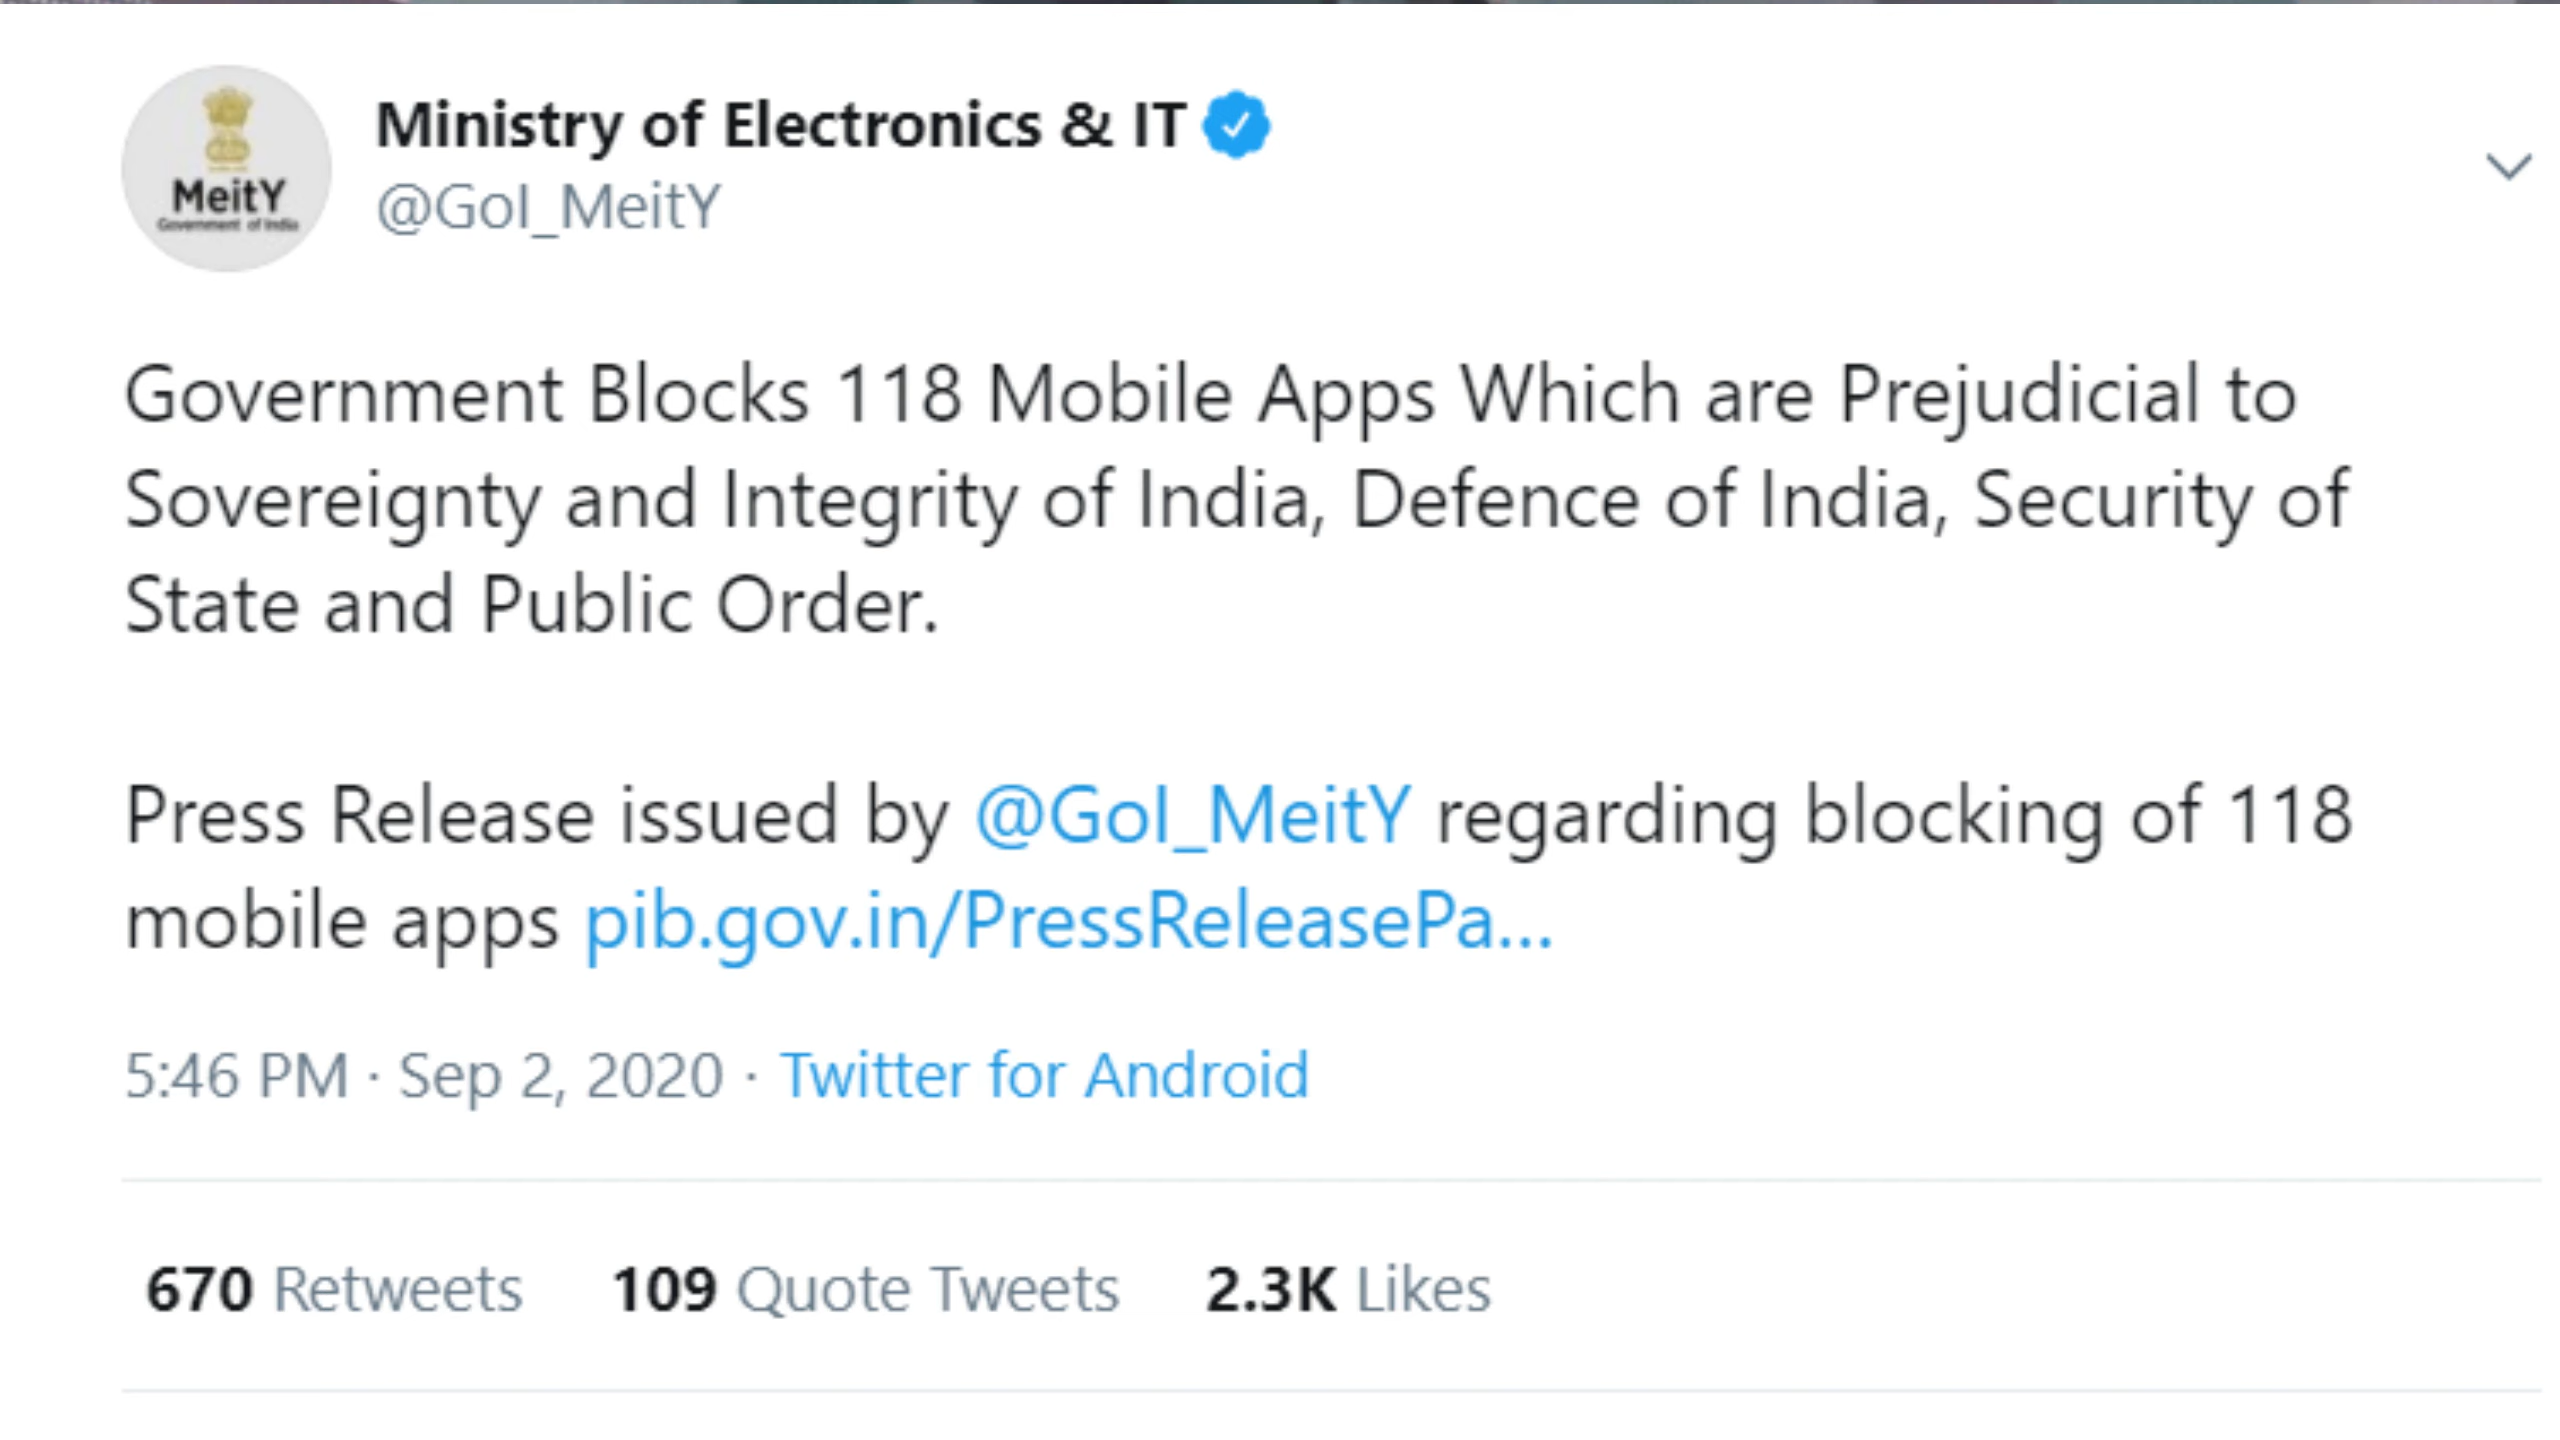 MeitY
Government of India
Ministry of Electronics & IT
@GoI_MeitY
Government Blocks 118 Mobile Apps Which are Prejudicial to
Sovereignty and Integrity of India, Defence of India, Security of
State and Public Order.
Press Release issued by @GoI_MeitY regarding blocking of 118
mobile apps pib.gov.in/PressReleasePa...
5:46 PM · Sep 2, 2020 · Twitter for Android
670 Retweets 109 Quote Tweets 2.3K Likes